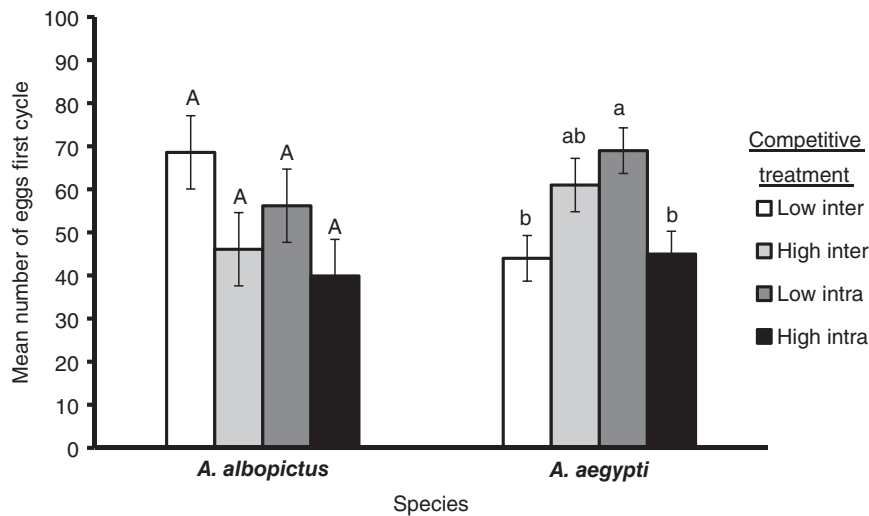 Mean number of eggs first cycle
100
90
80
70
60
50
40
30
20
10
0
A
A
A
A
b
ab
a
b
A. albopictus
A. aegypti
Species
Competitive
treatment
Low inter
High inter
Low intra
High intra